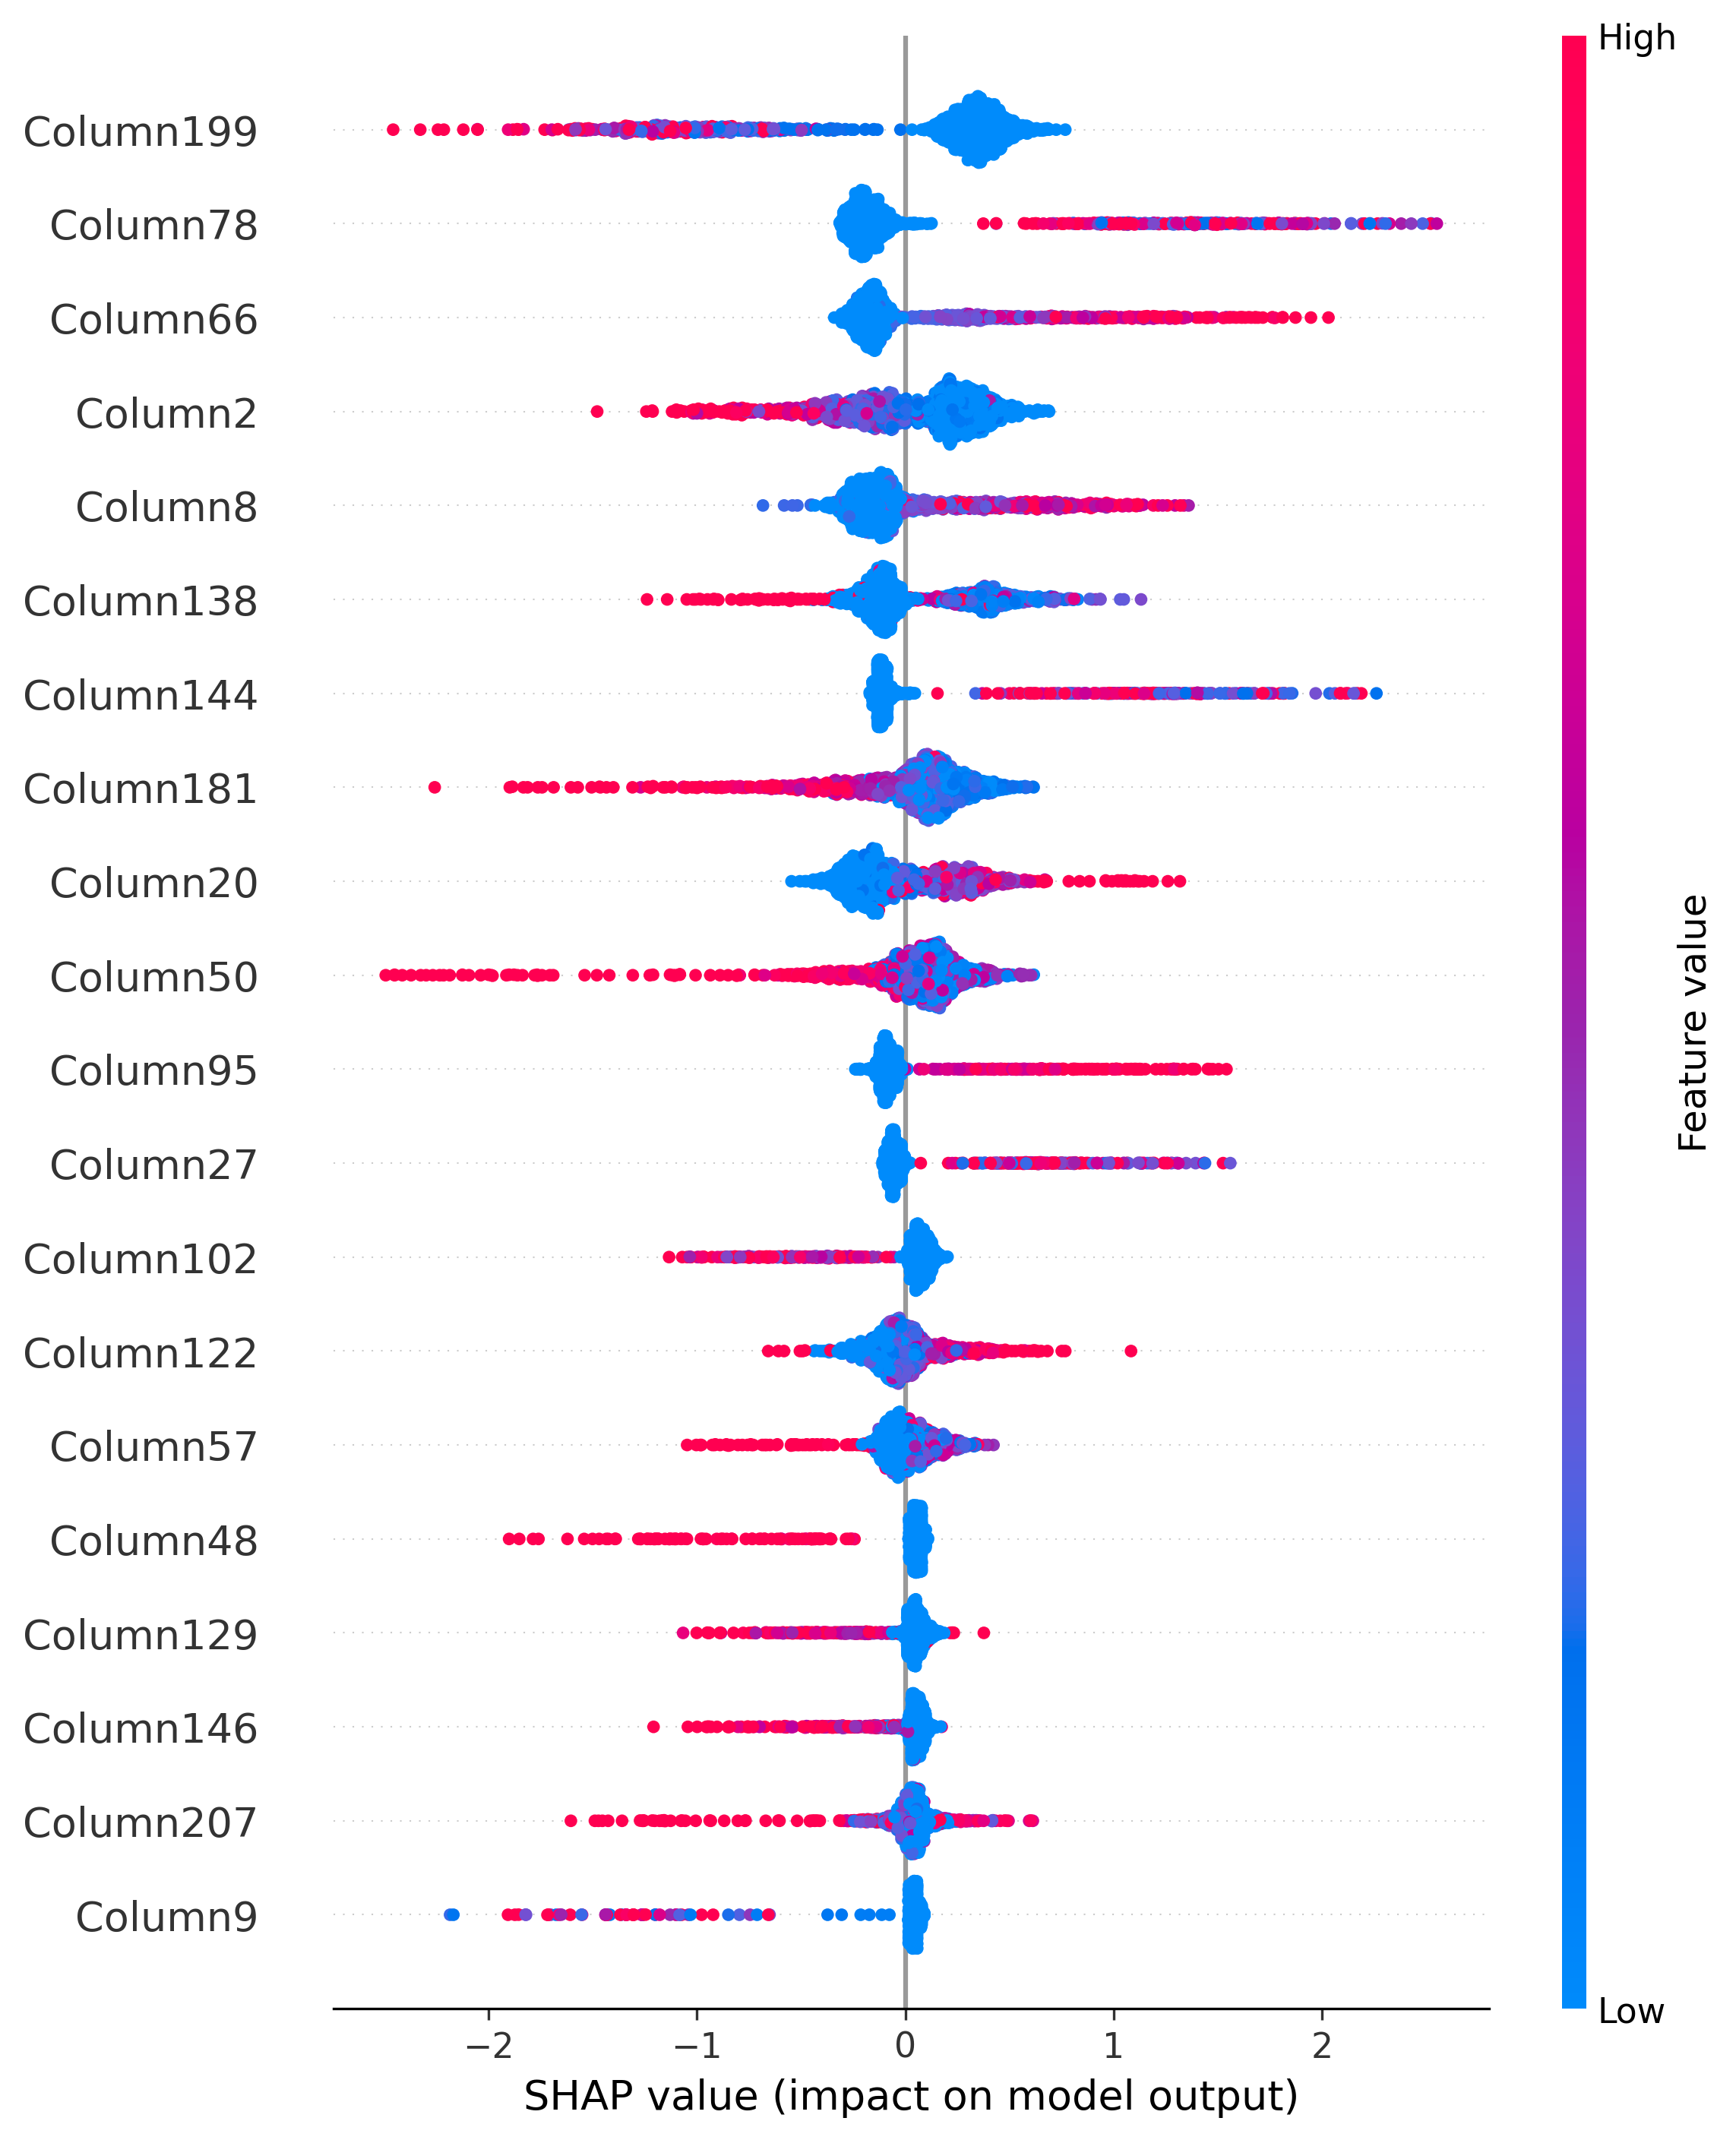 High
Column199
Column78
Column66
Column2
Column8
Column138
Column144
Column181
Column20
Column50
Column95
Column27
Column102
Column122
Column57
Column48
Column129
Column146
Column207
Column9
Feature value
Low
−2 −1 0 1 2
SHAP value (impact on model output)